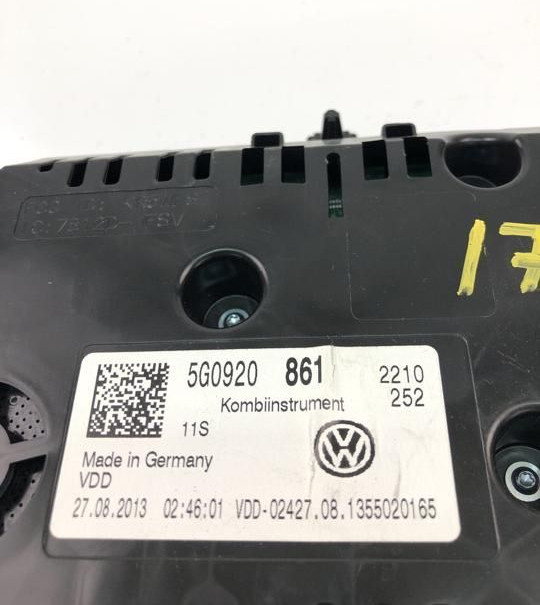 17
5G0920 861 2210
Kombiinstrument 252
11S
Made in Germany
VDD
27.08.2013 02:46:01 VDD-02427.08.1355020165